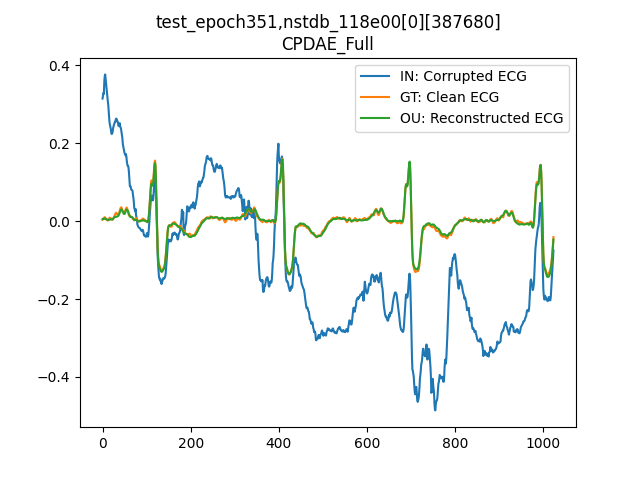 test_epoch351,nstdb_118e00[0][387680]
CPDAE_Full
IN: Corrupted ECG
GT: Clean ECG
OU: Reconstructed ECG
0.4
0.2
0.0
−0.2
−0.4
0 200 400 600 800 1000